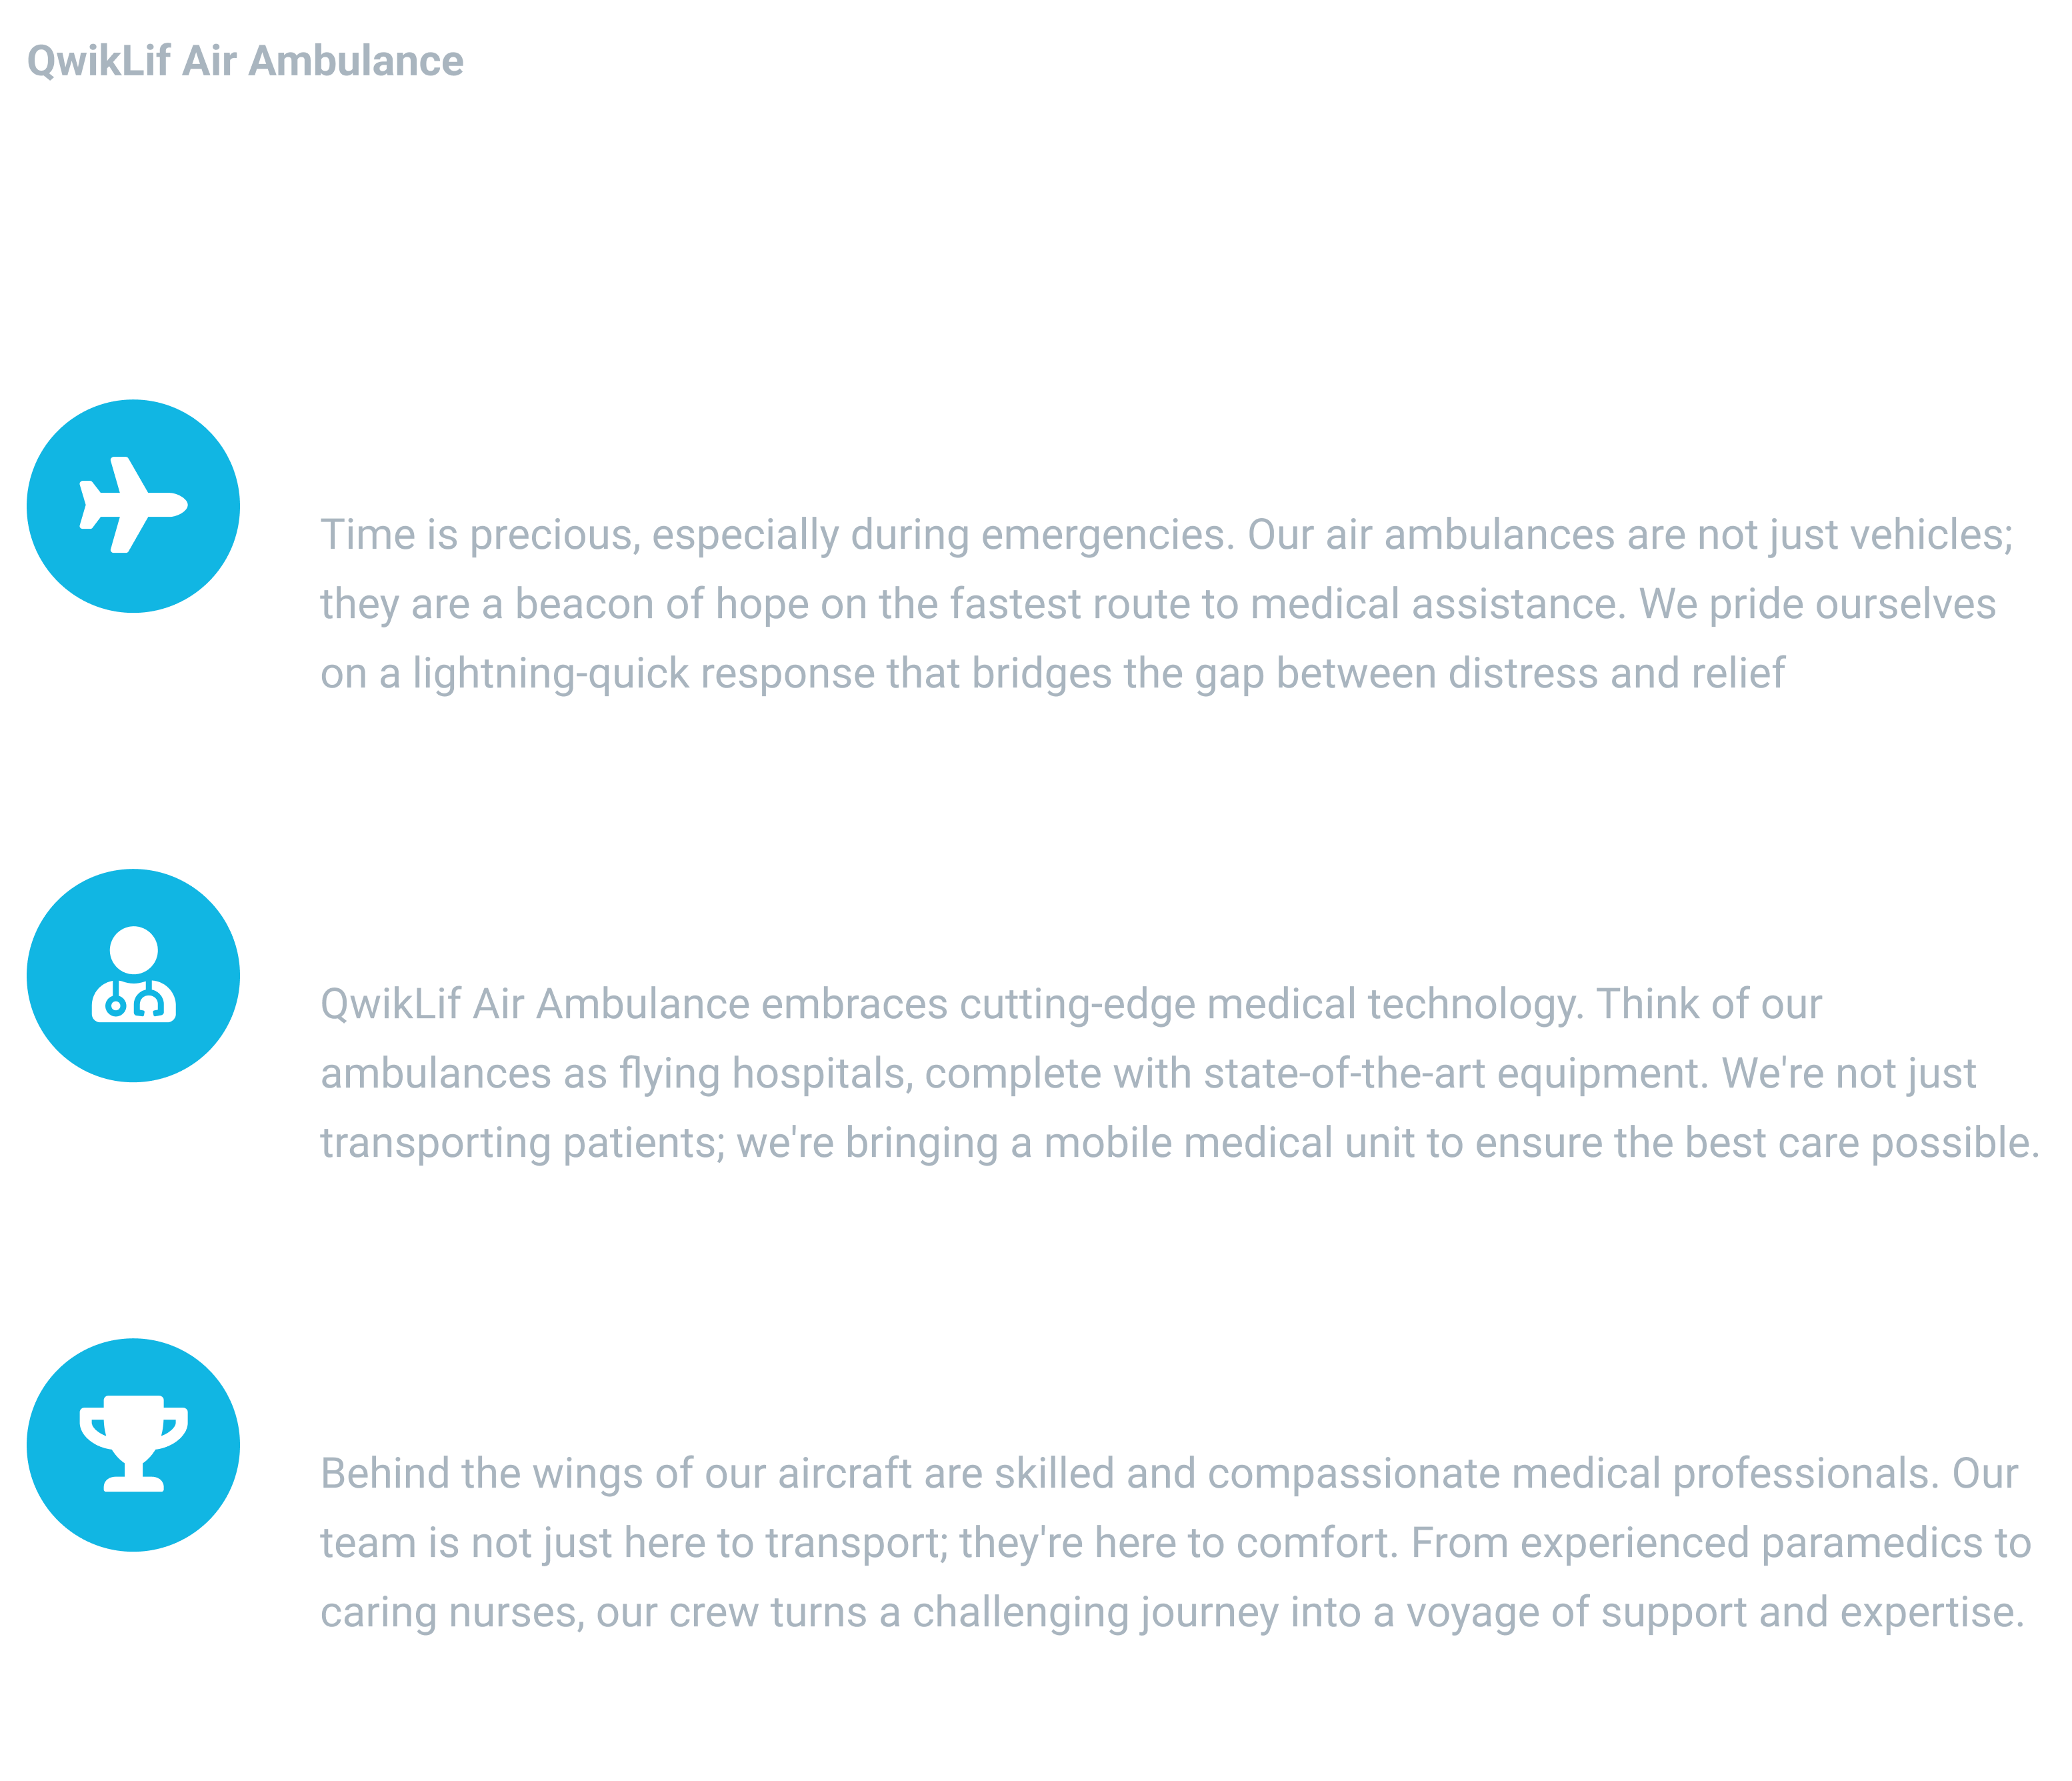 QwikLif Air Ambulance
Time is precious, especially during emergencies. Our air ambulances are not just vehicles;
they are a beacon of hope on the fastest route to medical assistance. We pride ourselves
on a lightning-quick response that bridges the gap between distress and relief
QwikLif Air Ambulance embraces cutting-edge medical technology. Think of our
ambulances as flying hospitals, complete with state-of-the-art equipment. We're not just
transporting patients; we're bringing a mobile medical unit to ensure the best care possible.
Behind the wings of our aircraft are skilled and compassionate medical professionals. Our
team is not just here to transport; they're here to comfort. From experienced paramedics to
caring nurses, our crew turns a challenging journey into a voyage of support and expertise.